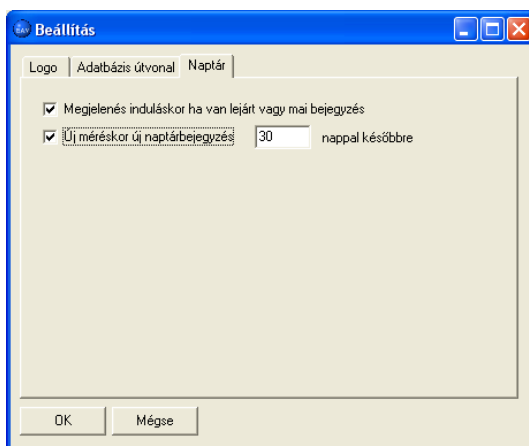 Beállítás
Logo Adatbázis útvonal Naptár
Megjelenés induláskor ha van lejárt vagy mai bejegyzés
Új méréskor új naptárbejegyzés 30 nappal későbbre
OK Mégse